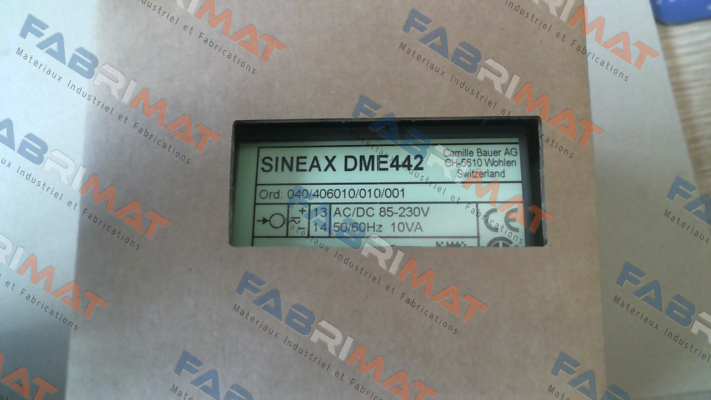 SINEAX DME442
Camille Bauer AG
CH-5610 Wohlen
Switzerland
Ord. 040/406010/010/001
+ 13 AC/DC 85-230V
− 14 50/60Hz 10VA
CE
FABRIMAT
Materiaux Industriel et Fabrications